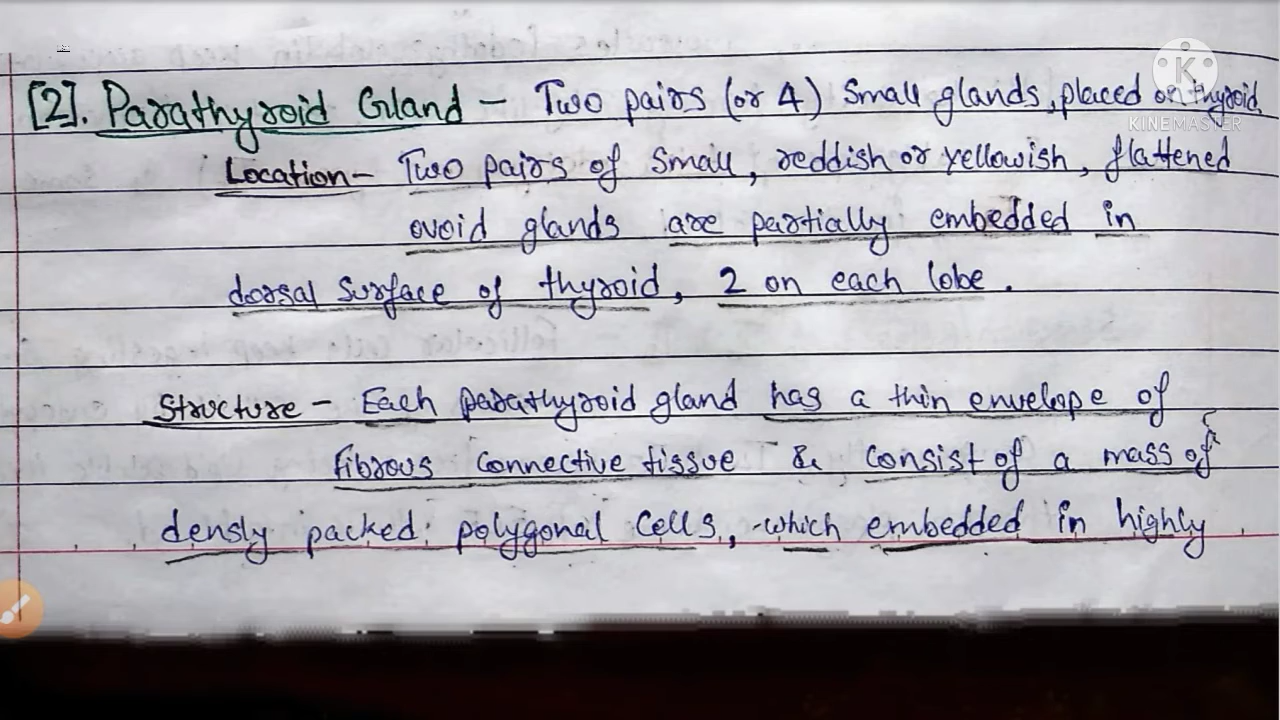 [2]. Parathyroid Gland - Two pairs (or 4) small glands, placed on thyroid
KINEMASTER
Location - Two pairs of small, reddish or yellowish, flattened
ovoid glands are partially embedded in
dorsal surface of thyroid, 2 on each lobe.
Structure - Each parathyroid gland has a thin envelope of
fibrous connective tissue & consist of a mass of
densly packed polygonal cells, which embedded in highly